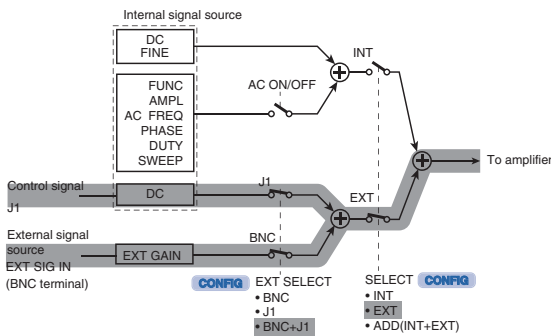 Internal signal source
DC
FINE
INT
FUNC
AMPL
AC FREQ
PHASE
DUTY
SWEEP
AC ON/OFF
To amplifier
Control signal
J1
DC
J1
EXT
External signal
source
EXT SIG IN
(BNC terminal)
EXT GAIN
BNC
CONFIG EXT SELECT
• BNC
• J1
• BNC+J1
SELECT CONFIG
• INT
• EXT
• ADD(INT+EXT)